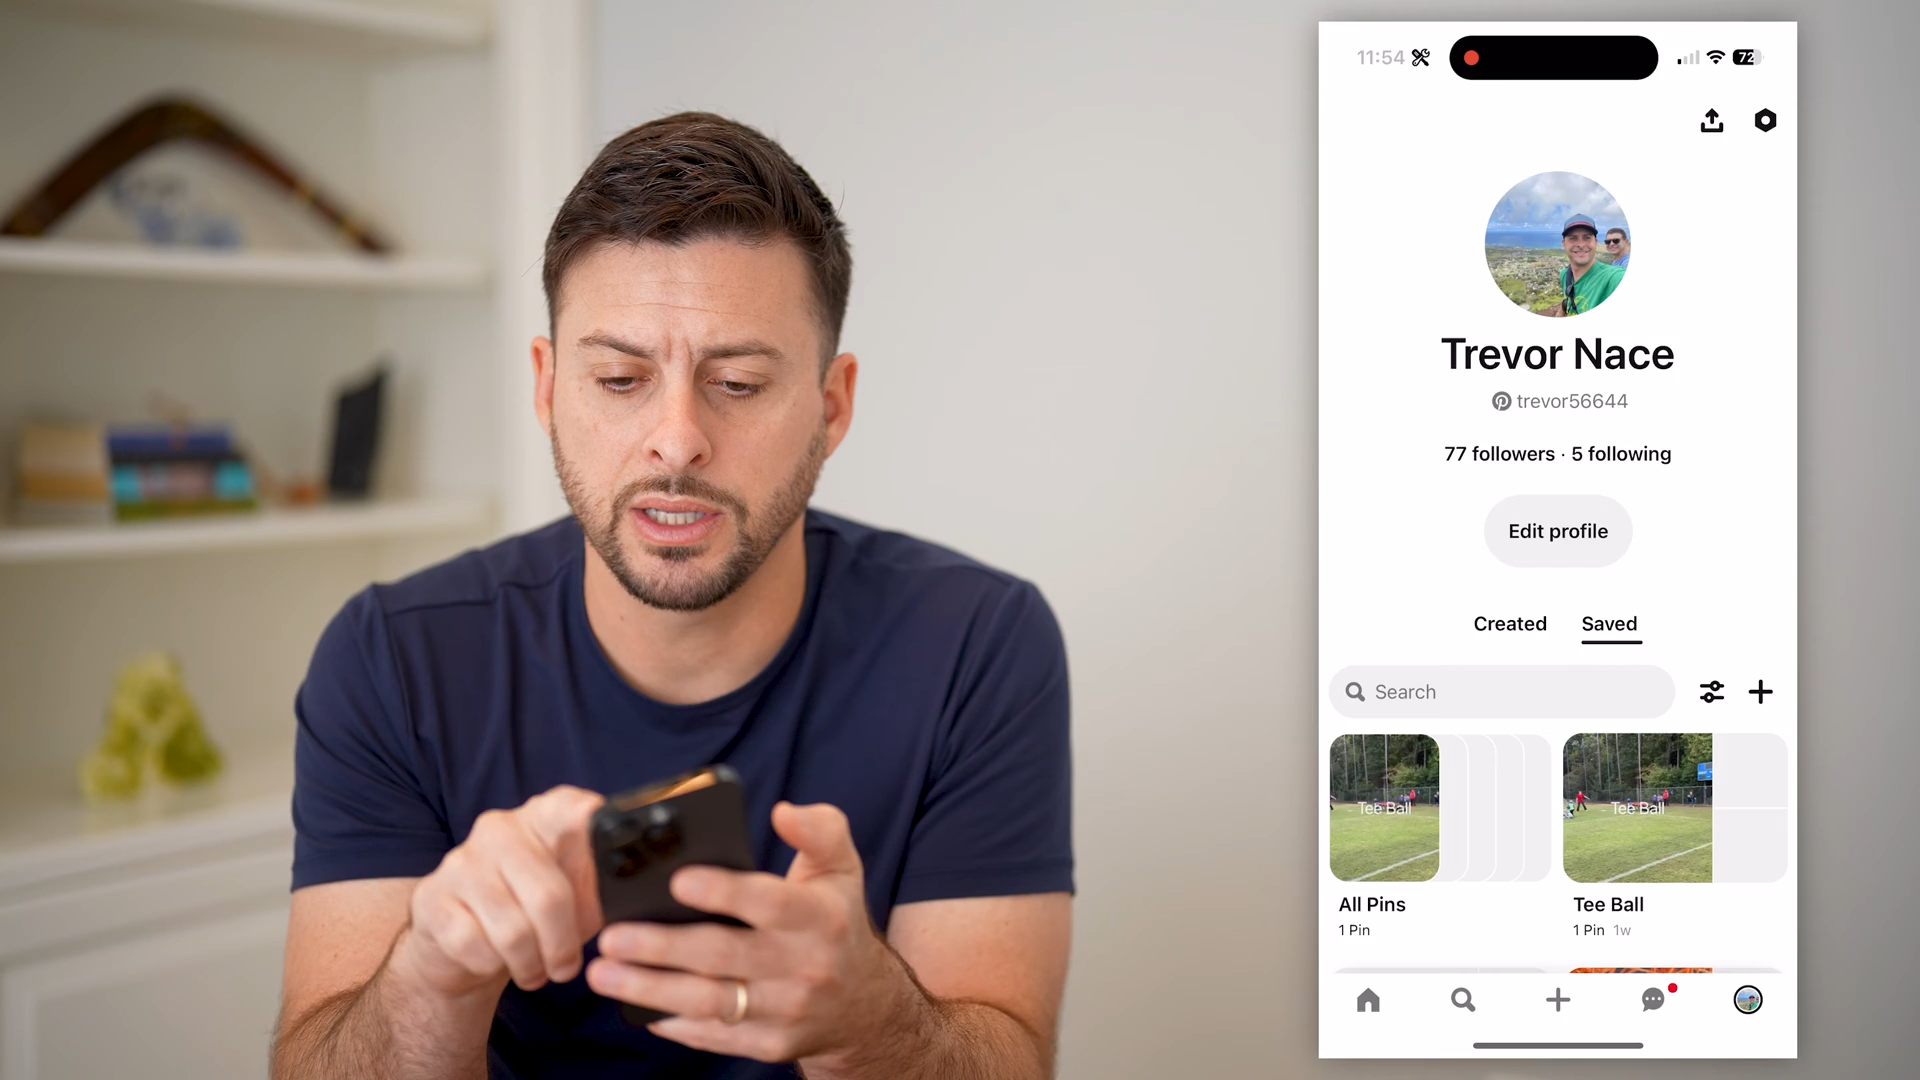 11:54
72
Trevor Nace
trevor56644
77 followers · 5 following
Edit profile
Created Saved
Search
Tee Ball Tee Ball
All Pins Tee Ball
1 Pin 1 Pin 1w